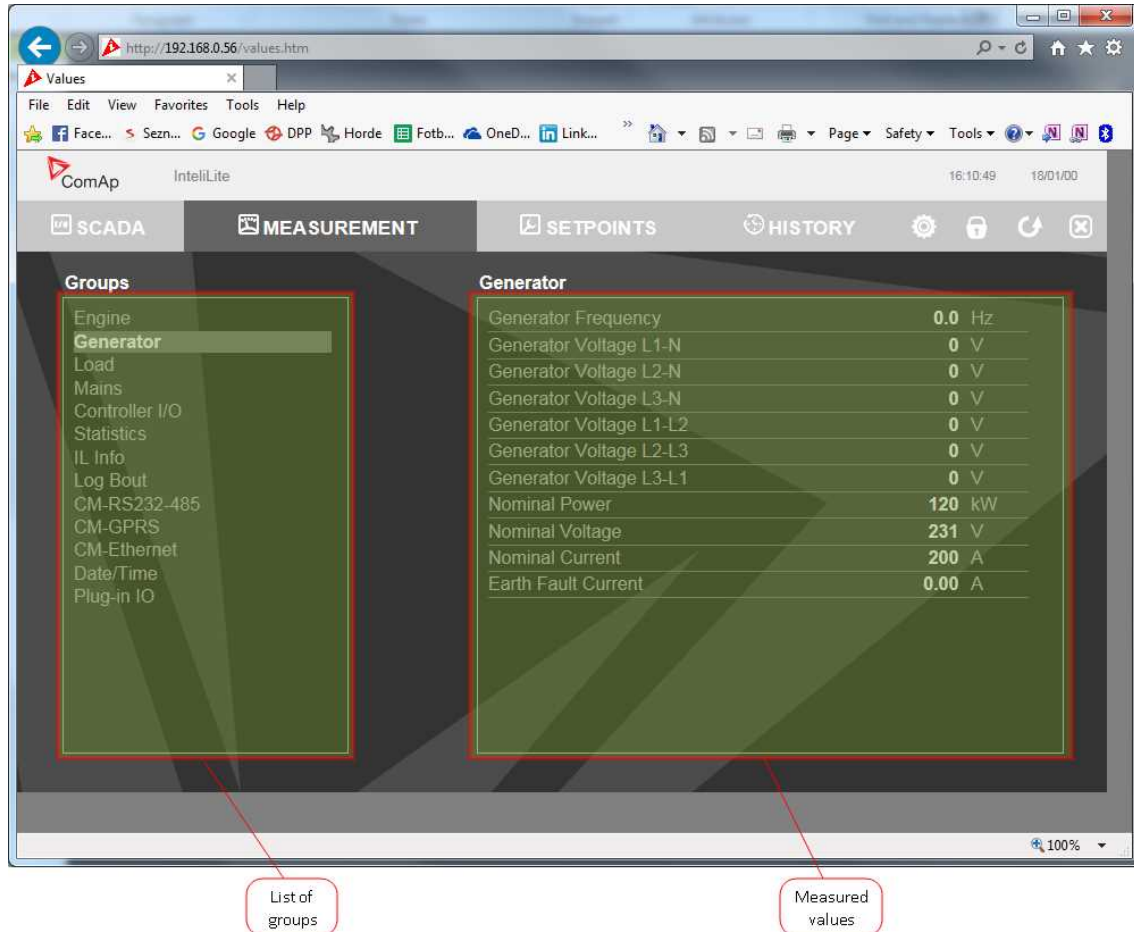 http://192.168.0.56/values.htm
Values
File Edit View Favorites Tools Help
Face... Sezn... Google DPP Horde Fotb... OneD... Link... » Page Safety Tools
ComAp InteliLite 16:10:49 18/01/00
SCADA MEASUREMENT SETPOINTS HISTORY
Groups
Engine
Generator
Load
Mains
Controller I/O
Statistics
IL Info
Log Bout
CM-RS232-485
CM-GPRS
CM-Ethernet
Date/Time
Plug-in IO
Generator
Generator Frequency 0.0 Hz
Generator Voltage L1-N 0 V
Generator Voltage L2-N 0 V
Generator Voltage L3-N 0 V
Generator Voltage L1-L2 0 V
Generator Voltage L2-L3 0 V
Generator Voltage L3-L1 0 V
Nominal Power 120 kW
Nominal Voltage 231 V
Nominal Current 200 A
Earth Fault Current 0.00 A
100%
List of
groups
Measured
values